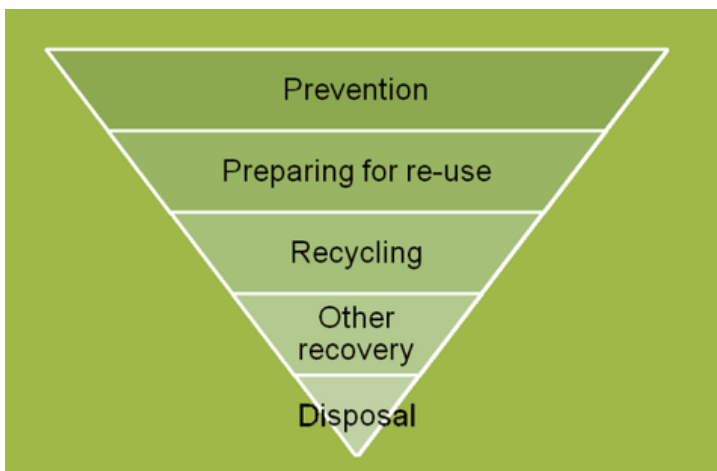 Prevention
Preparing for re-use
Recycling
Other
recovery
Disposal